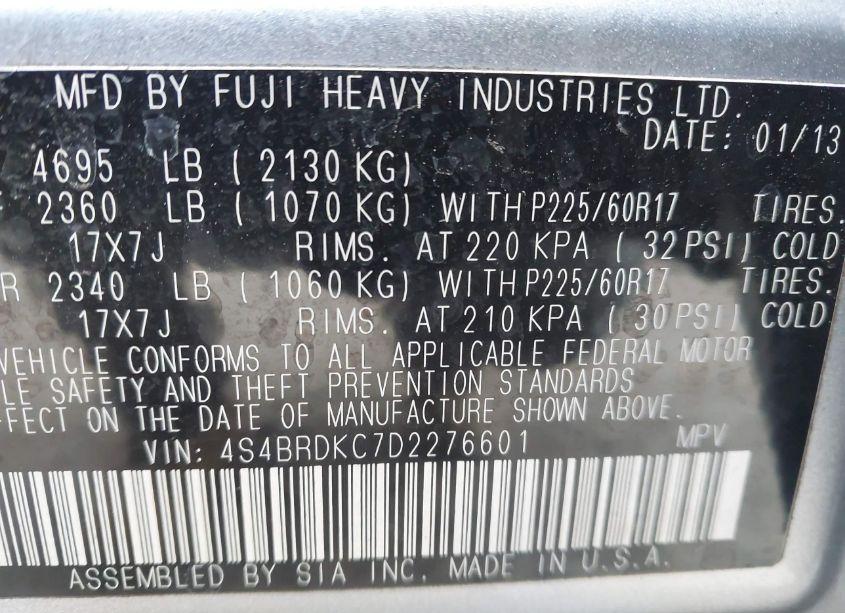 MFD BY FUJI HEAVY INDUSTRIES LTD.
DATE: 01/13
4695 LB ( 2130 KG)
2360 LB ( 1070 KG) WITH P225/60R17 TIRES.
17X7J RIMS. AT 220 KPA ( 32 PSI) COLD
R 2340 LB ( 1060 KG) WITH P225/60R17 TIRES.
17X7J RIMS. AT 210 KPA ( 30 PSI) COLD
VEHICLE CONFORMS TO ALL APPLICABLE FEDERAL MOTOR
LE SAFETY AND THEFT PREVENTION STANDARDS
EFFECT ON THE DATE OF MANUFACTURE SHOWN ABOVE.
VIN: 4S4BRDKC7D2276601 MPV
ASSEMBLED BY SIA INC. MADE IN U.S.A.